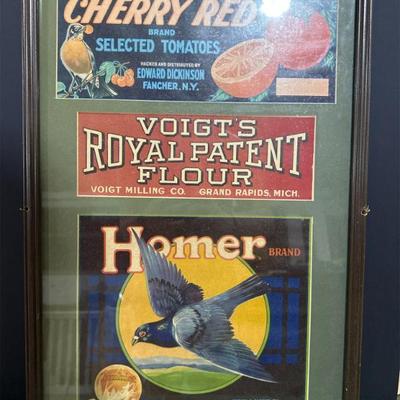 CHERRY RED
BRAND
SELECTED TOMATOES
PACKED AND DISTRIBUTED BY
EDWARD DICKINSON
FANCHER, N.Y.
VOIGT'S
ROYAL PATENT
FLOUR
VOIGT MILLING CO. GRAND RAPIDS, MICH.
Homer BRAND